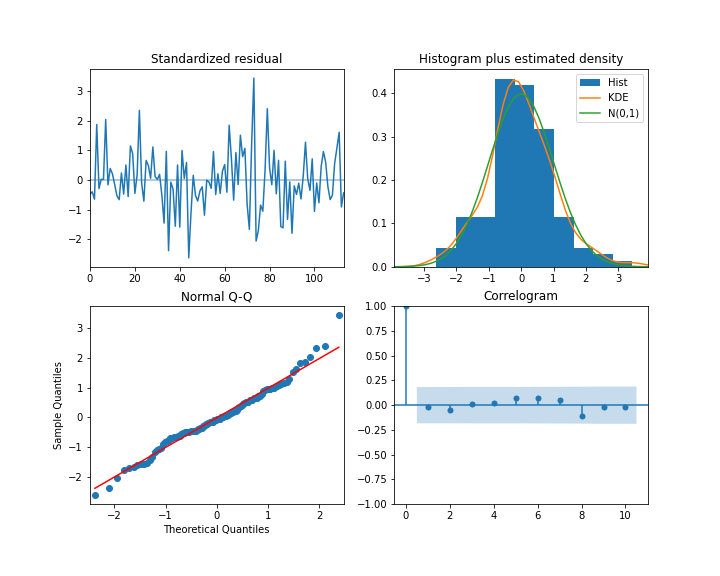 Standardized residual
3
2
1
0
−1
−2
0 20 40 60 80 100
Histogram plus estimated density
0.4
0.3
0.2
0.1
0.0
−3 −2 −1 0 1 2 3
Hist
KDE
N(0,1)
Normal Q-Q
Sample Quantiles
3
2
1
0
−1
−2
−2 −1 0 1 2
Theoretical Quantiles
Correlogram
1.00
0.75
0.50
0.25
0.00
−0.25
−0.50
−0.75
−1.00
0 2 4 6 8 10